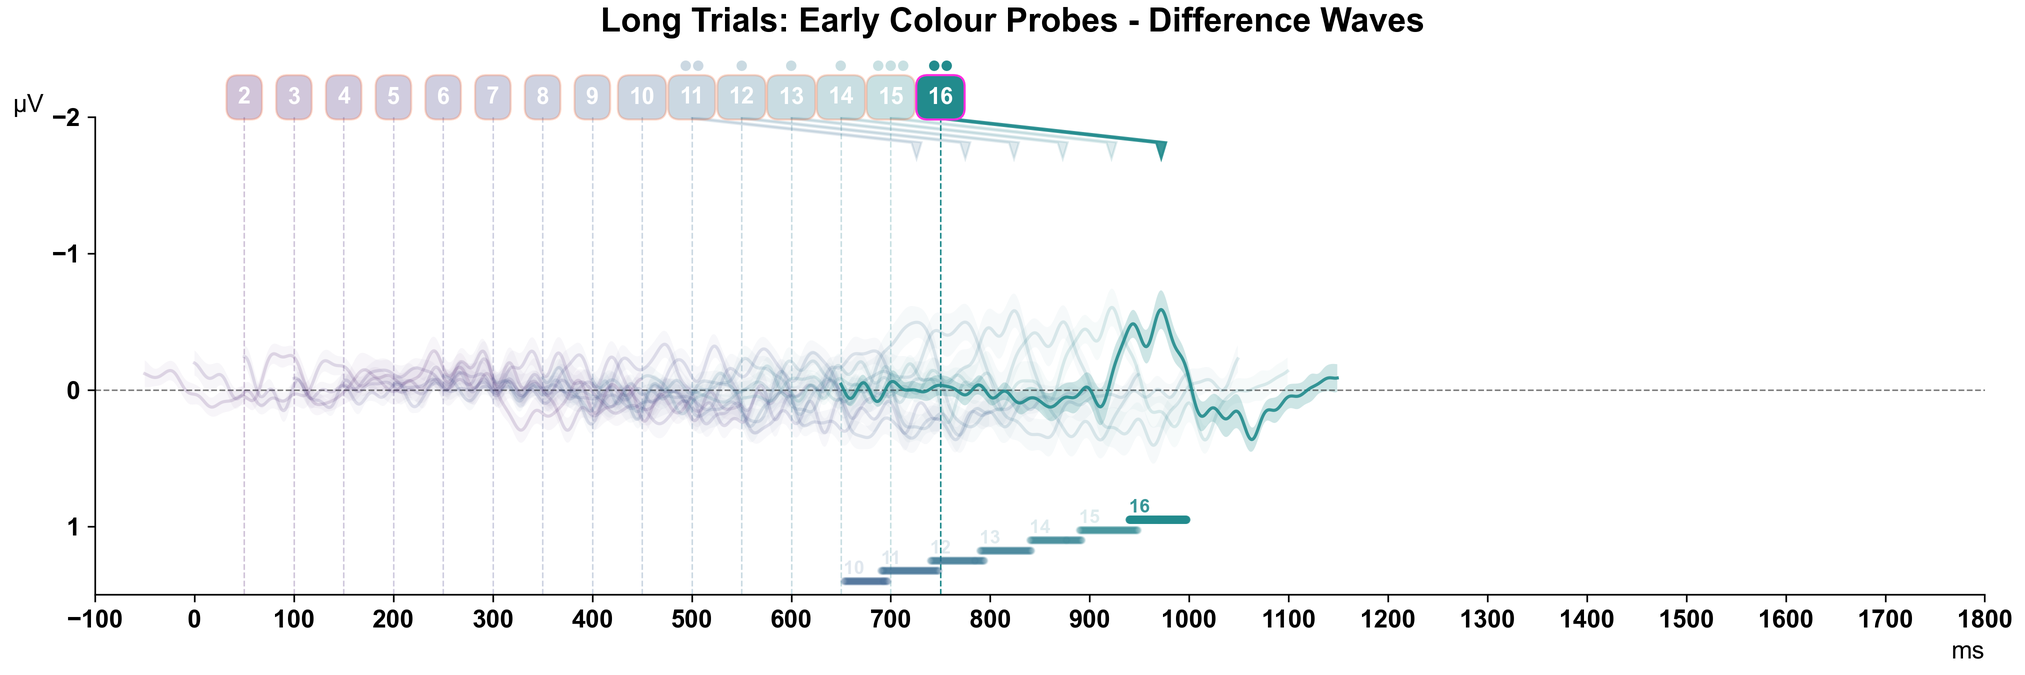 Long Trials: Early Colour Probes - Difference Waves
2 3 4 5 6 7 8 9 10 11 12 13 14 15 16
µV
−2
−1
0
1
16
15
14
13
12
11
10
−100 0 100 200 300 400 500 600 700 800 900 1000 1100 1200 1300 1400 1500 1600 1700 1800
ms